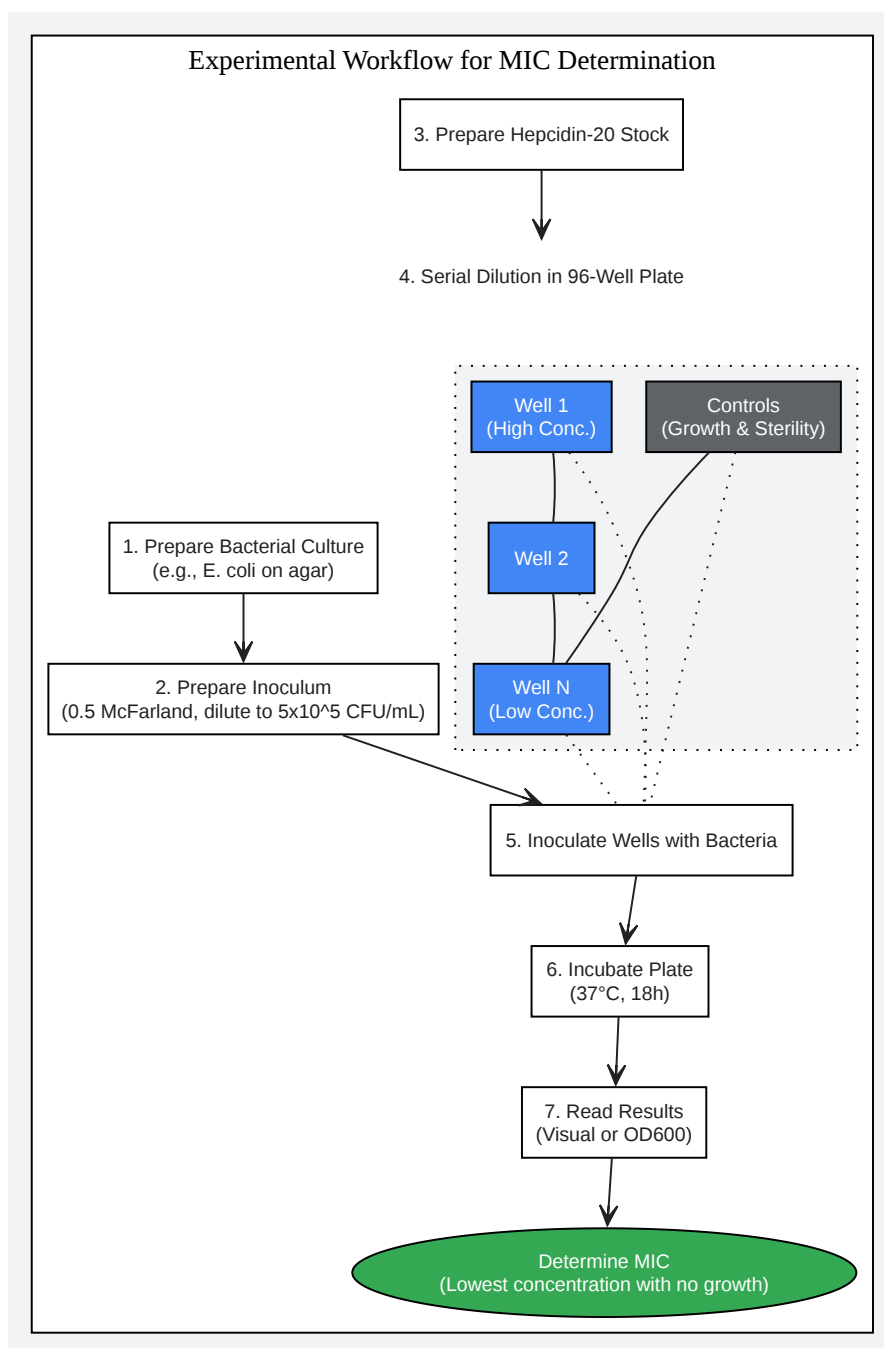 Experimental Workflow for MIC Determination
3. Prepare Hepcidin-20 Stock
4. Serial Dilution in 96-Well Plate
Well 1
(High Conc.)
Controls
(Growth & Sterility)
Well 2
1. Prepare Bacterial Culture
(e.g., E. coli on agar)
2. Prepare Inoculum
(0.5 McFarland, dilute to 5x10^5 CFU/mL)
Well N
(Low Conc.)
5. Inoculate Wells with Bacteria
6. Incubate Plate
(37°C, 18h)
7. Read Results
(Visual or OD600)
Determine MIC
(Lowest concentration with no growth)